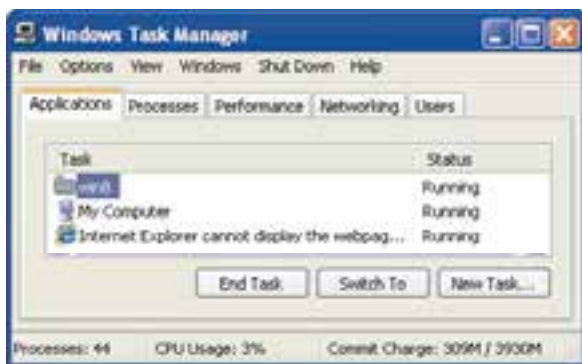 Windows Task Manager
File Options View Windows Shut Down Help
Applications Processes Performance Networking Users
Task Status
Running
My Computer Running
Internet Explorer cannot display the webpag... Running
End Task Switch To New Task...
Processes: 44 CPU Usage: 3% Commit Charge: 309M / 3930M